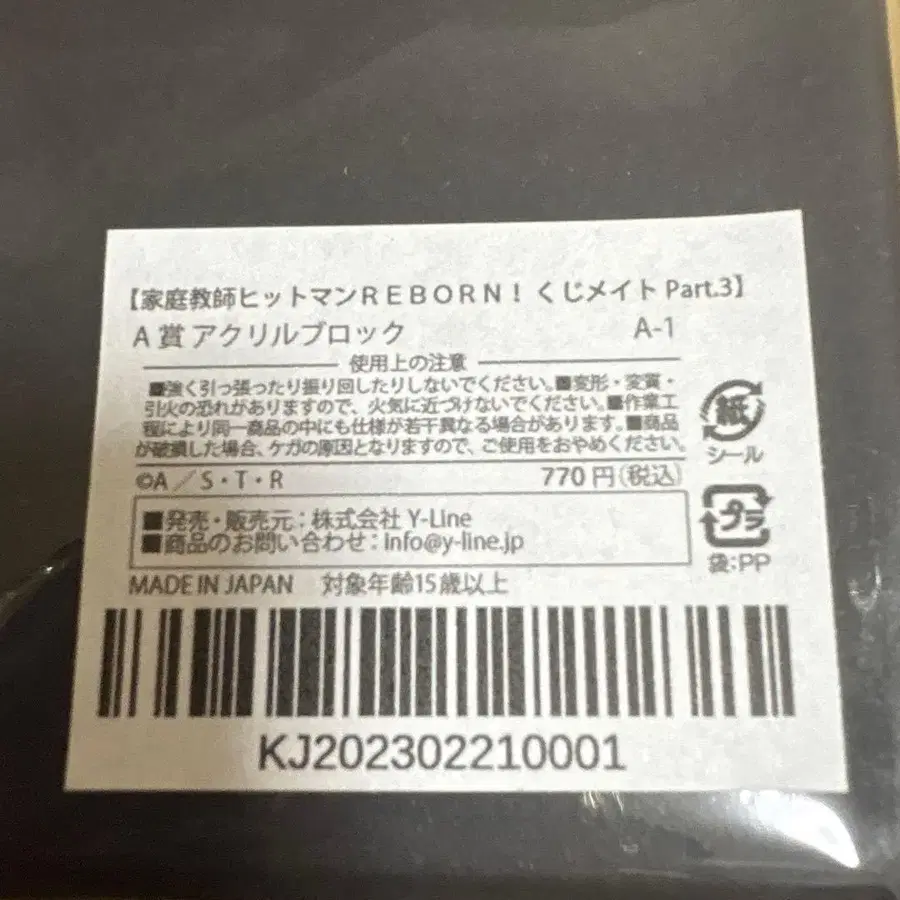 【家庭教師ヒットマンREBORN！くじメイト Part.3】
A 賞 アクリルブロック A-1
使用上の注意
■強く引っ張ったり振り回したりしないでください。■変形・変質・
引火の恐れがありますので、火気に近づけないでください。■作業工
程により同一商品の中にも仕様が若干異なる場合があります。■商品
が破損した場合、ケガの原因となりますので、ご使用をおやめください。
紙
シール
©A／S・T・R 770 円（税込）
■発売・販売元：株式会社 Y-Line
■商品のお問い合わせ：info@y-line.jp
プラ
袋:PP
MADE IN JAPAN 対象年齢15歳以上
KJ202302210001